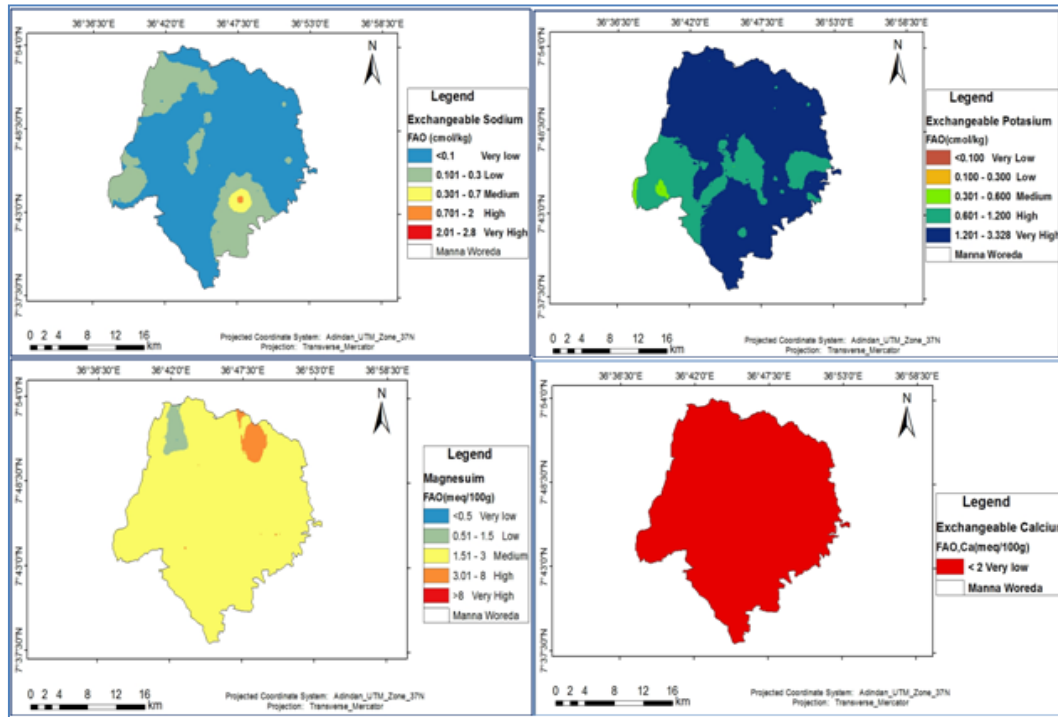 36°36'30"E 36°42'0"E 36°47'30"E 36°53'0"E 36°58'30"E
7°54'0"N
7°48'30"N
7°43'0"N
7°37'30"N
N
Legend
Exchangeable Sodium
FAO (cmol/kg)
<0.1 Very low
0.101 - 0.3 Low
0.301 - 0.7 Medium
0.701 - 2 High
2.01 - 2.8 Very High
Manna Woreda
0 2 4 8 12 16
km
Projected Coordinate System: Adindan_UTM_Zone_37N
Projection: Transverse_Mercator
36°36'30"E 36°42'0"E 36°47'30"E 36°53'0"E 36°58'30"E
7°54'0"N
7°48'30"N
7°43'0"N
7°37'30"N
N
Legend
Exchangeable Potasium
FAO(cmol/kg)
<0.100 Very Low
0.100 - 0.300 Low
0.301 - 0.600 Medium
0.601 - 1.200 High
1.201 - 3.328 Very High
Manna Woreda
0 2 4 8 12 16
km
Projected Coordinate System: Adindan_UTM_Zone_37N
Projection: Transverse_Mercator
36°36'30"E 36°42'0"E 36°47'30"E 36°53'0"E 36°58'30"E
7°54'0"N
7°48'30"N
7°43'0"N
7°37'30"N
N
Legend
Magnesuim
FAO(meq/100g)
<0.5 Very low
0.51 - 1.5 Low
1.51 - 3 Medium
3.01 - 8 High
>8 Very High
Manna Woreda
0 2 4 8 12 16
km
Projected Coordinate System: Adindan_UTM_Zone_37N
Projection: Transverse_Mercator
36°36'30"E 36°42'0"E 36°47'30"E 36°53'0"E 36°58'30"E
7°54'0"N
7°48'30"N
7°43'0"N
7°37'30"N
N
Legend
Exchangeable Calcium
FAO,Ca(meq/100g)
< 2 Very low
Manna Woreda
0 2 4 8 12 16
km
Projected Coordinate System: Adindan_UTM_Zone_37N
Projection: Transverse_Mercator